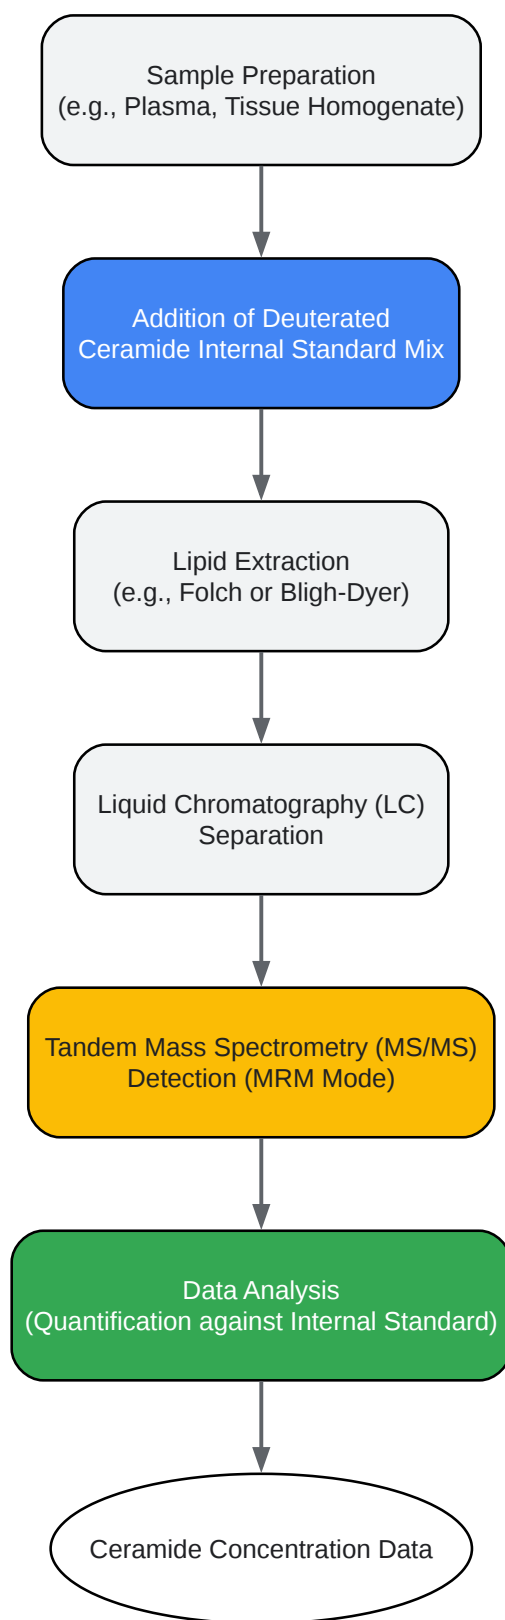 Sample Preparation
(e.g., Plasma, Tissue Homogenate)
Addition of Deuterated
Ceramide Internal Standard Mix
Lipid Extraction
(e.g., Folch or Bligh-Dyer)
Liquid Chromatography (LC)
Separation
Tandem Mass Spectrometry (MS/MS)
Detection (MRM Mode)
Data Analysis
(Quantification against Internal Standard)
Ceramide Concentration Data